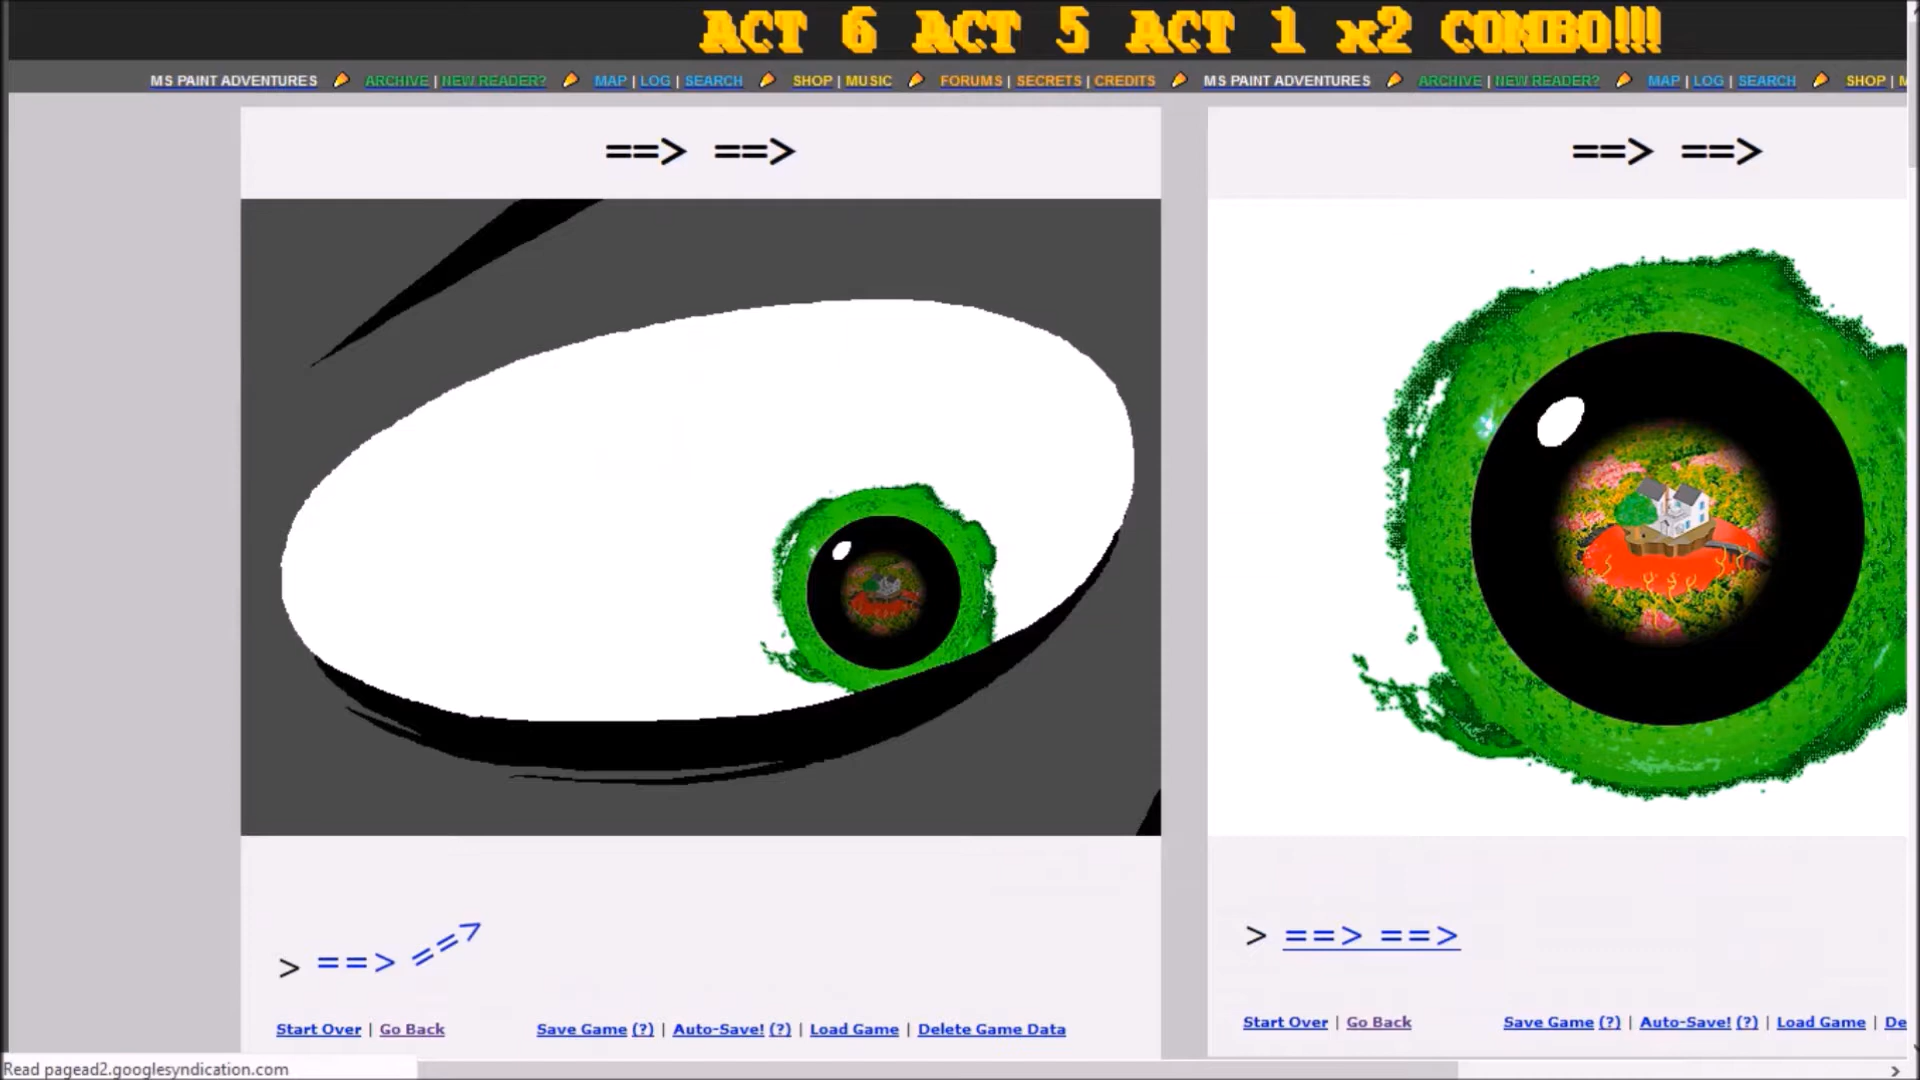 ACT 6 ACT 5 ACT 1 x2 COMBO!!!
MS PAINT ADVENTURES ARCHIVE | NEW READER? MAP | LOG | SEARCH SHOP | MUSIC FORUMS | SECRETS | CREDITS MS PAINT ADVENTURES ARCHIVE | NEW READER? MAP | LOG | SEARCH SHOP |
==> ==>
==> ==>
> ==> ==>
> ==> ==>
Start Over | Go Back Save Game (?) | Auto-Save! (?) | Load Game | Delete Game Data
Start Over | Go Back Save Game (?) | Auto-Save! (?) | Load Game | De
Read pagead2.googlesyndication.com